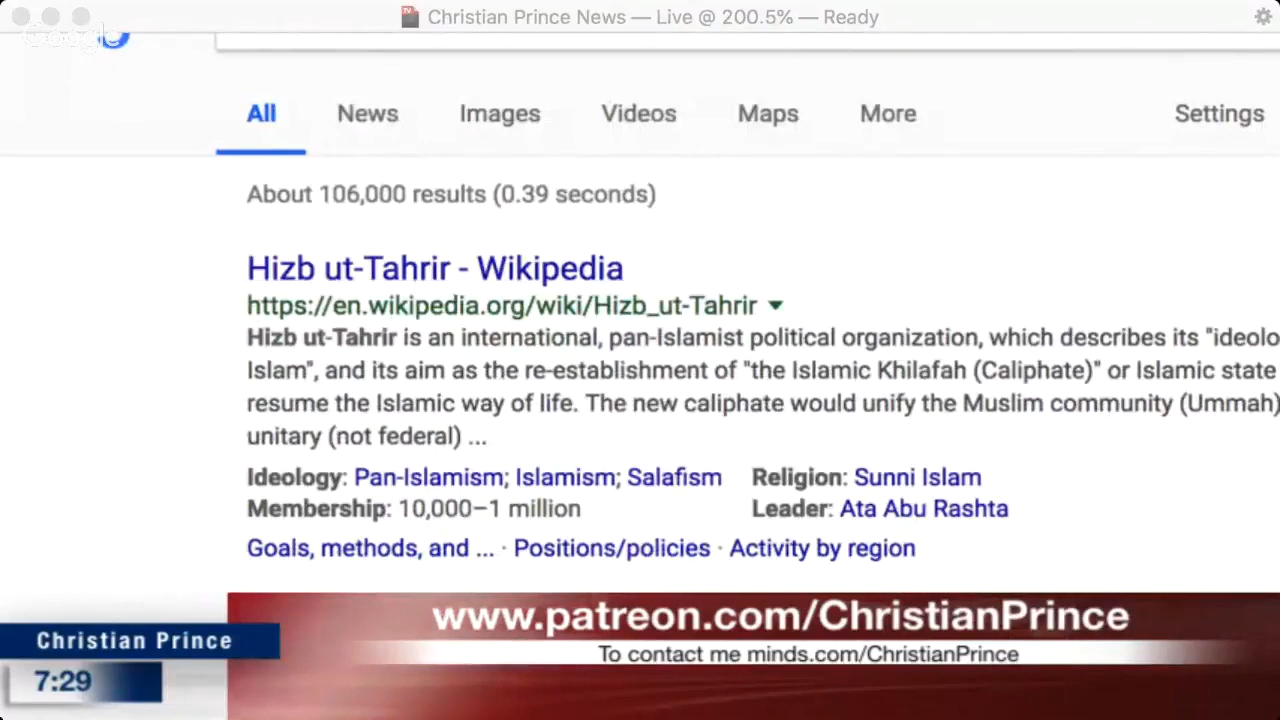 Christian Prince News — Live @ 200.5% — Ready
Google
All News Images Videos Maps More Settings
About 106,000 results (0.39 seconds)
Hizb ut-Tahrir - Wikipedia
https://en.wikipedia.org/wiki/Hizb_ut-Tahrir
Hizb ut-Tahrir is an international, pan-Islamist political organization, which describes its "ideolo
Islam", and its aim as the re-establishment of "the Islamic Khilafah (Caliphate)" or Islamic state
resume the Islamic way of life. The new caliphate would unify the Muslim community (Ummah)
unitary (not federal) ...
Ideology: Pan-Islamism; Islamism; Salafism Religion: Sunni Islam
Membership: 10,000–1 million Leader: Ata Abu Rashta
Goals, methods, and ... · Positions/policies · Activity by region
www.patreon.com/ChristianPrince
Christian Prince
To contact me minds.com/ChristianPrince
7:29